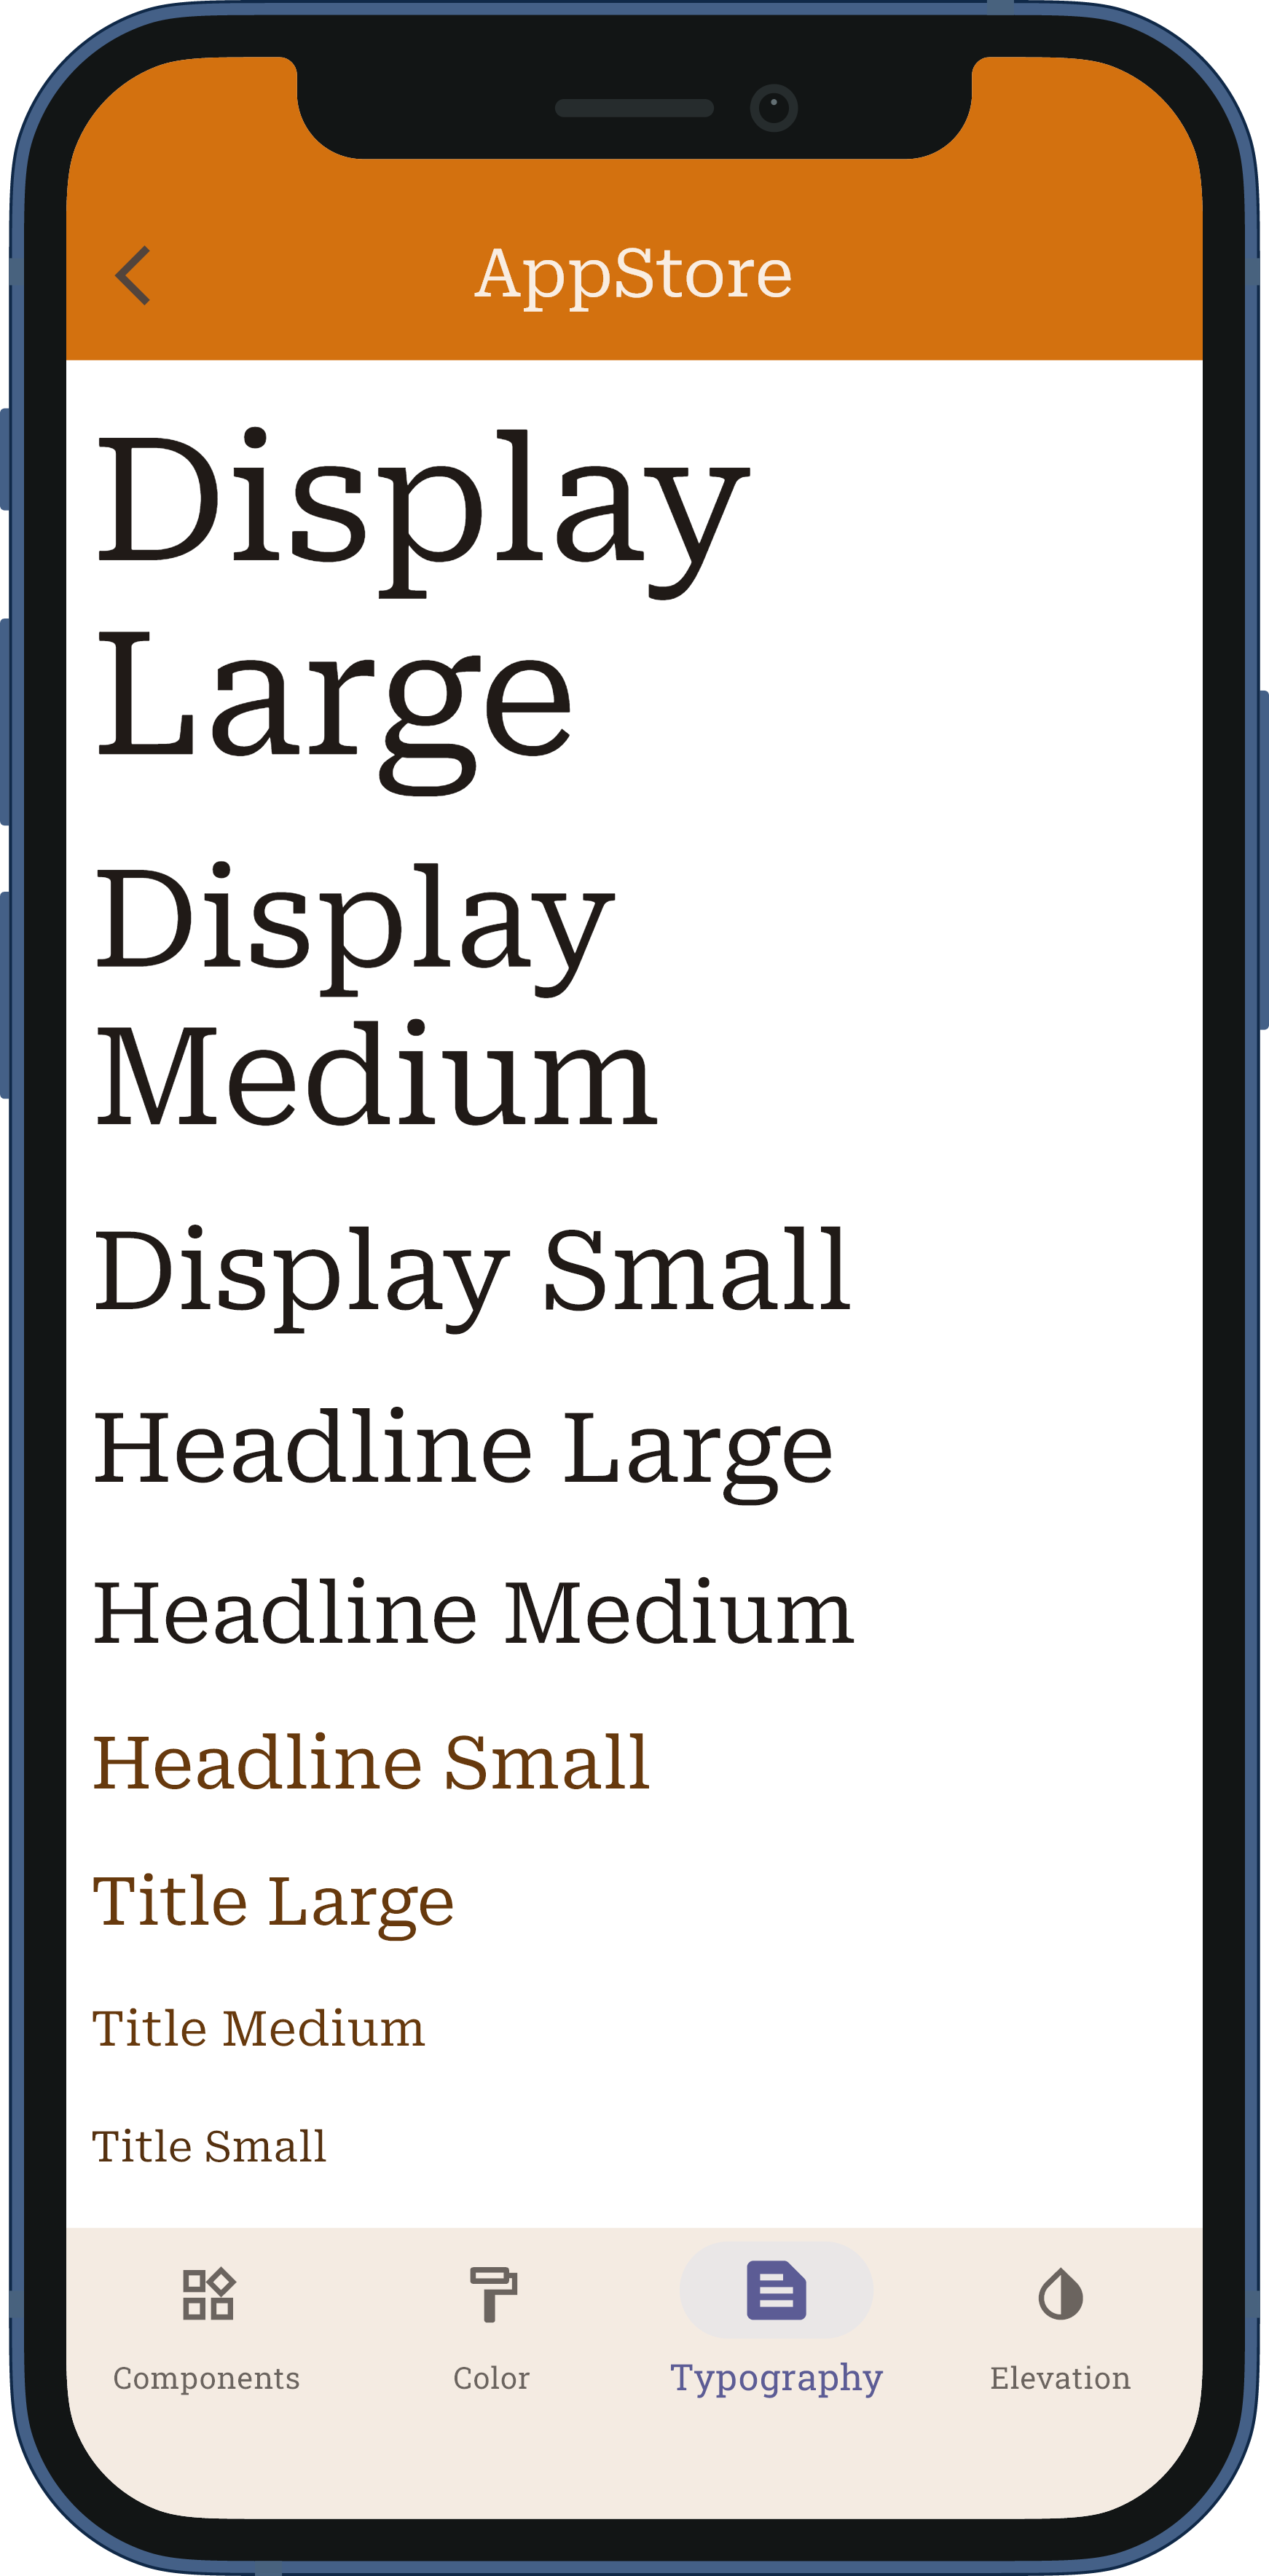 AppStore
Display
Large
Display
Medium
Display Small
Headline Large
Headline Medium
Headline Small
Title Large
Title Medium
Title Small
Components
Color
Typography
Elevation